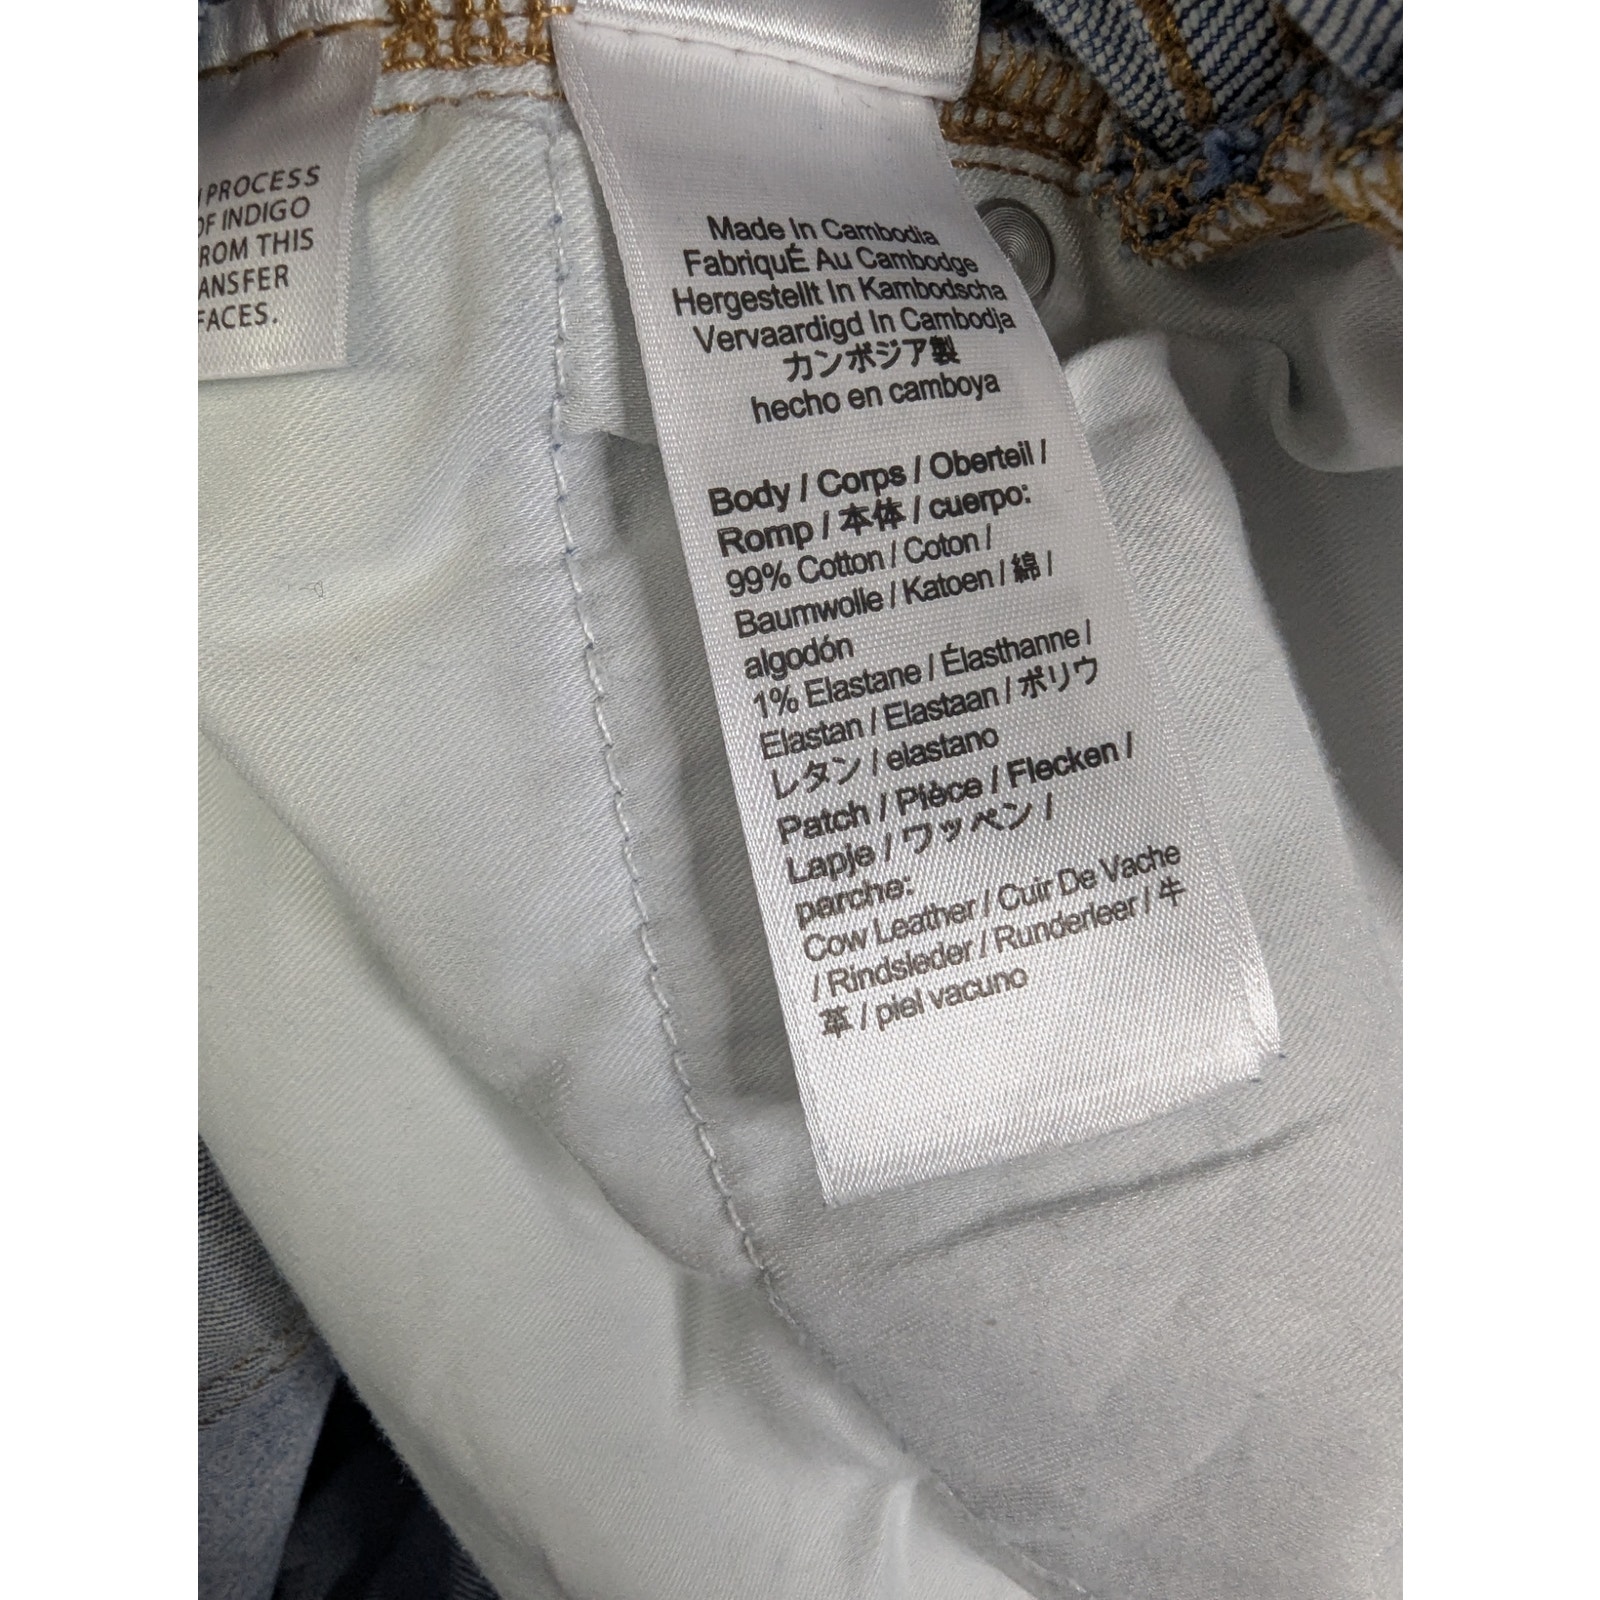 PROCESS
OF INDIGO
FROM THIS
TRANSFER
FACES.
Made In Cambodia
FabriquÉ Au Cambodge
Hergestellt In Kambodscha
Vervaardigd In Cambodja
カンボジア製
hecho en camboya
Body / Corps / Oberteil /
Romp / 本体 / cuerpo:
99% Cotton / Coton /
Baumwolle / Katoen / 綿 /
algodón
1% Elastane / Élasthanne /
Elastan / Elastaan / ポリウ
レタン / elastano
Patch / Pièce / Flecken /
Lapje / ワッペン /
parche:
Cow Leather / Cuir De Vache
/ Rindsleder / Runderleer / 牛
革 / piel vacuno